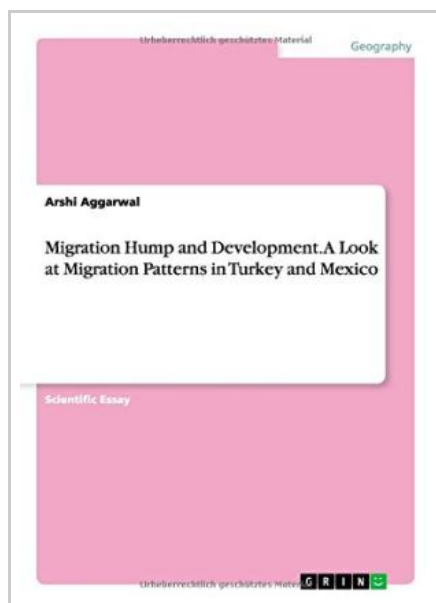 Urheberrechtlich geschütztes Material
Geography
Arshi Aggarwal
Migration Hump and Development. A Look
at Migration Patterns in Turkey and Mexico
Scientific Essay
Urheberrechtlich geschütztes Mater
GRIN